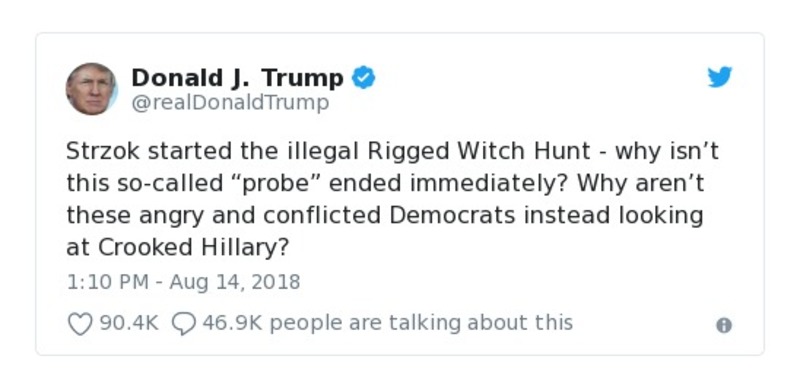 Donald J. Trump
@realDonaldTrump
Strzok started the illegal Rigged Witch Hunt - why isn’t
this so-called “probe” ended immediately? Why aren’t
these angry and conflicted Democrats instead looking
at Crooked Hillary?
1:10 PM - Aug 14, 2018
90.4K 46.9K people are talking about this